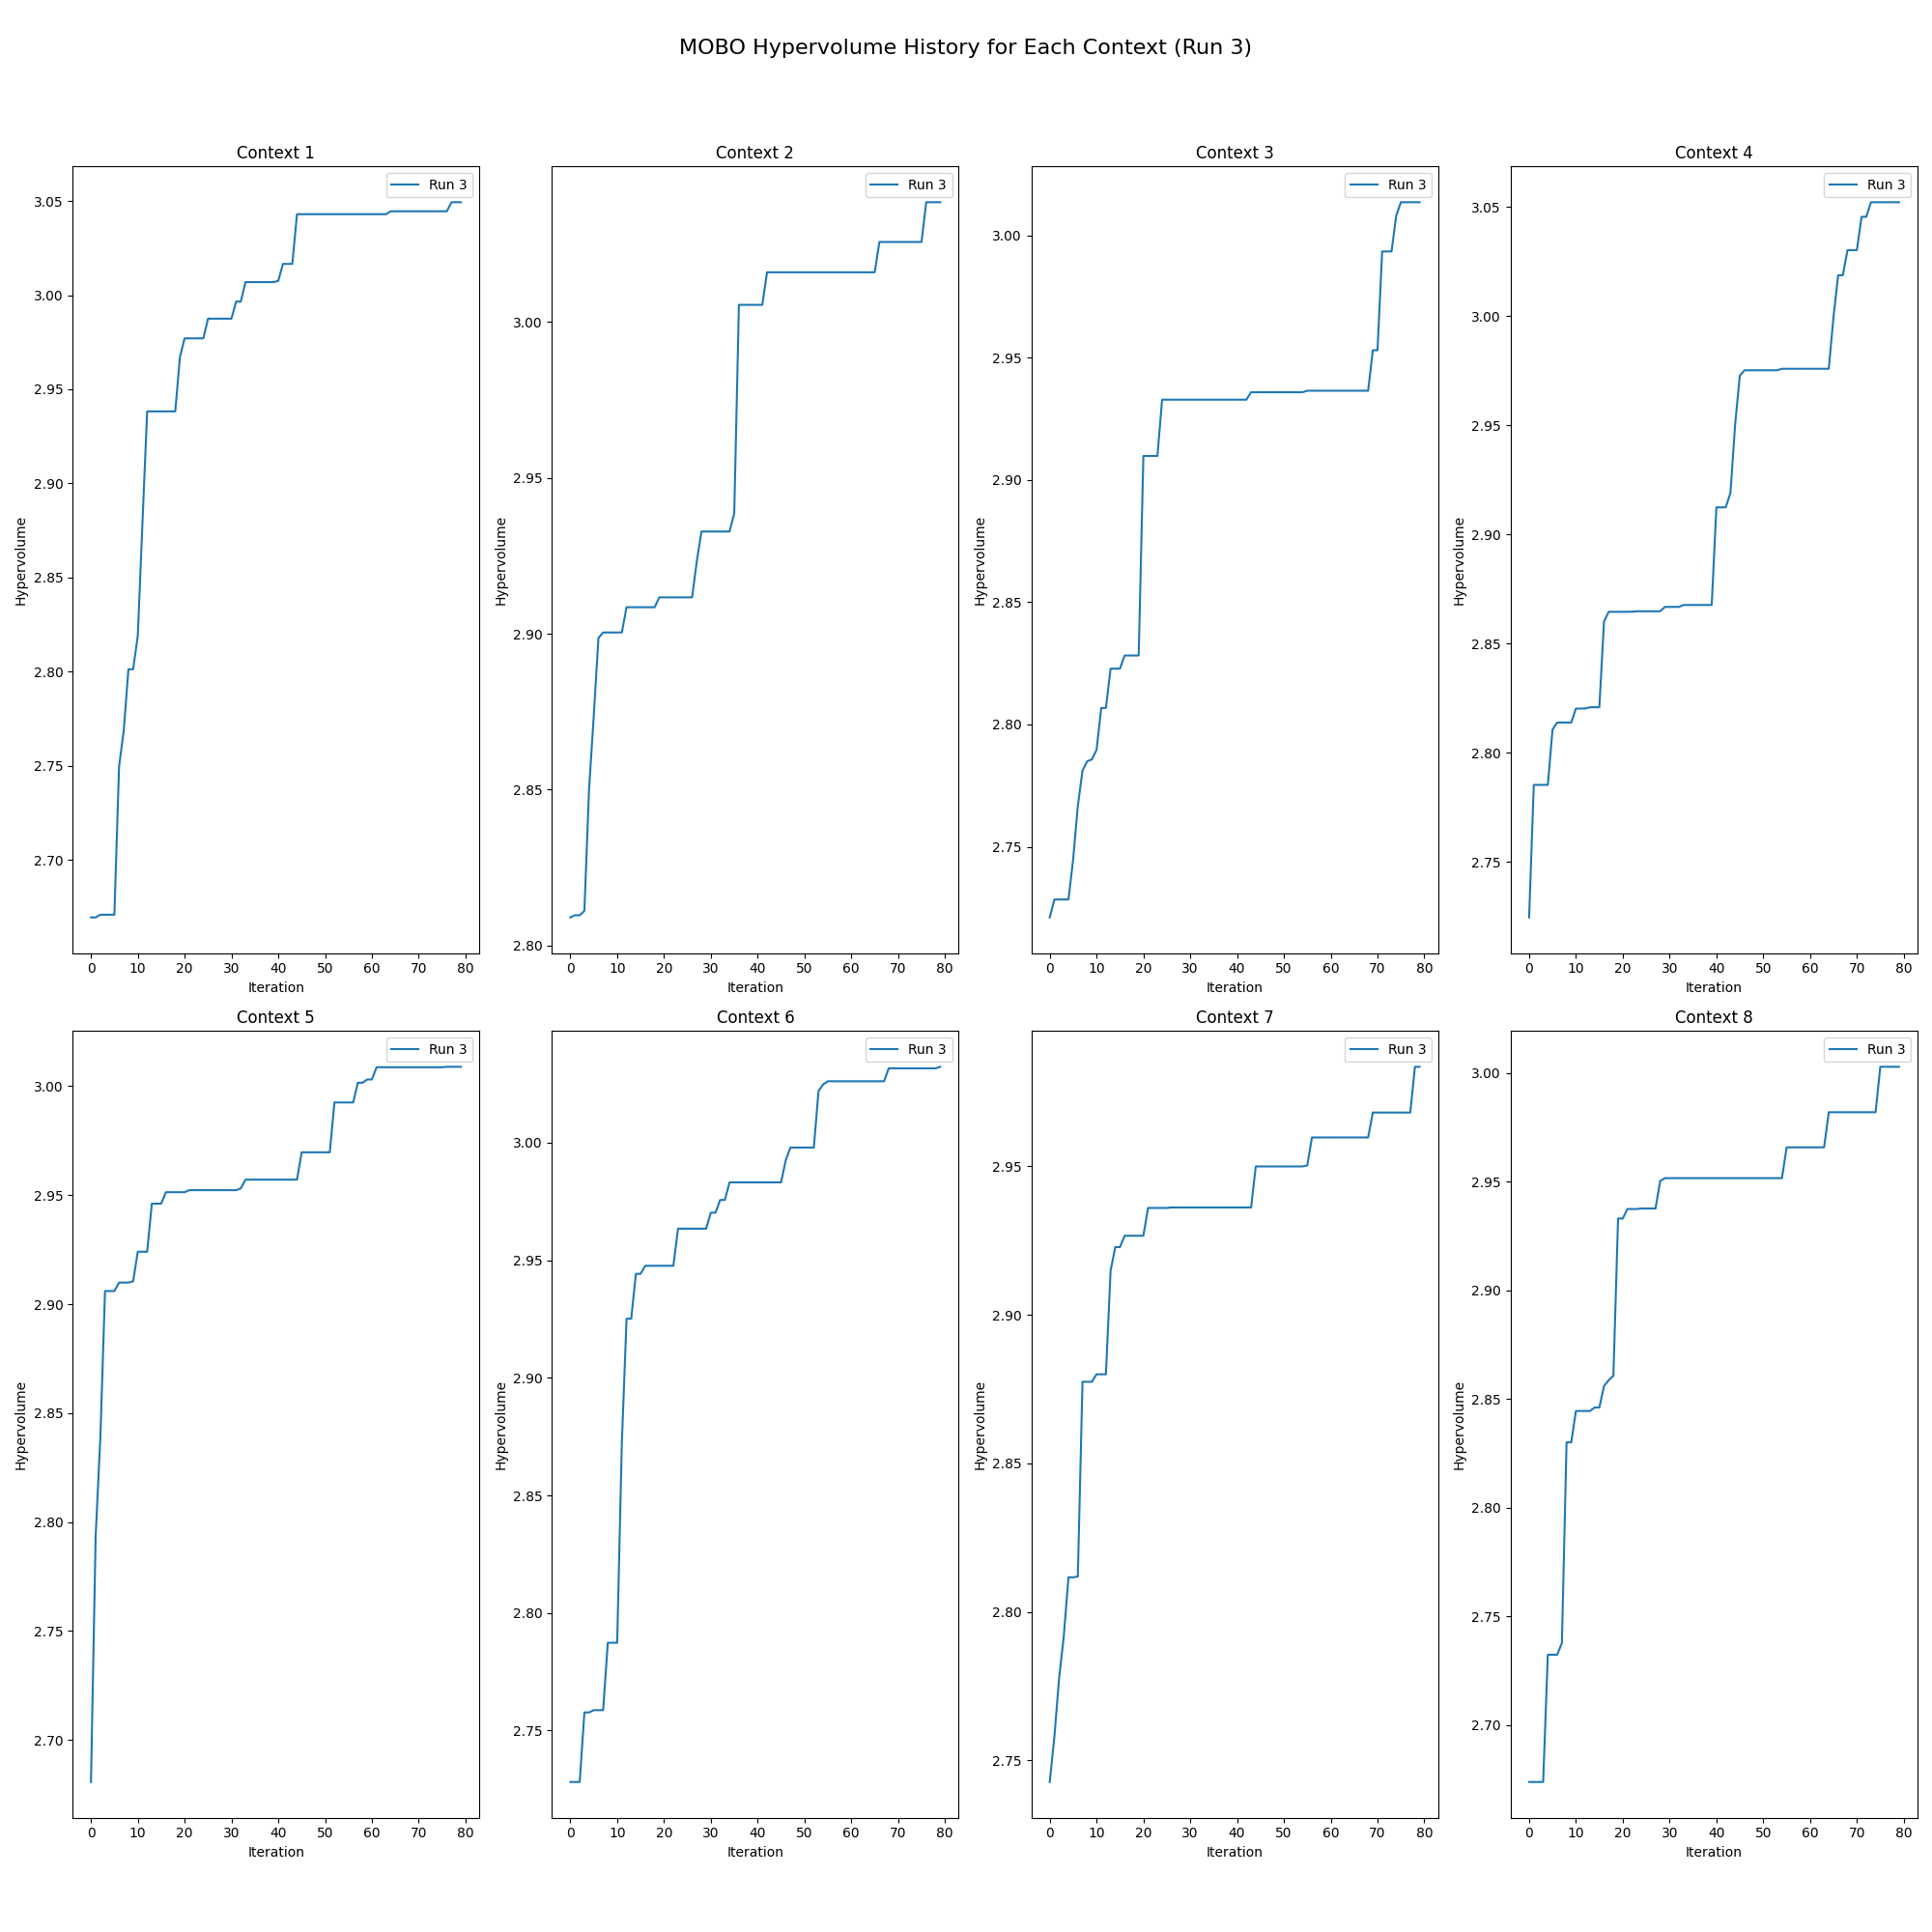 MOBO Hypervolume History for Each Context (Run 3)
Context 1
Run 3
3.05
3.00
2.95
2.90
2.85
2.80
2.75
2.70
Hypervolume
0 10 20 30 40 50 60 70 80
Iteration
Context 2
Run 3
3.00
2.95
2.90
2.85
2.80
Hypervolume
0 10 20 30 40 50 60 70 80
Iteration
Context 3
Run 3
3.00
2.95
2.90
2.85
2.80
2.75
Hypervolume
0 10 20 30 40 50 60 70 80
Iteration
Context 4
Run 3
3.05
3.00
2.95
2.90
2.85
2.80
2.75
Hypervolume
0 10 20 30 40 50 60 70 80
Iteration
Context 5
Run 3
3.00
2.95
2.90
2.85
2.80
2.75
2.70
Hypervolume
0 10 20 30 40 50 60 70 80
Iteration
Context 6
Run 3
3.00
2.95
2.90
2.85
2.80
2.75
Hypervolume
0 10 20 30 40 50 60 70 80
Iteration
Context 7
Run 3
2.95
2.90
2.85
2.80
2.75
Hypervolume
0 10 20 30 40 50 60 70 80
Iteration
Context 8
Run 3
3.00
2.95
2.90
2.85
2.80
2.75
2.70
Hypervolume
0 10 20 30 40 50 60 70 80
Iteration